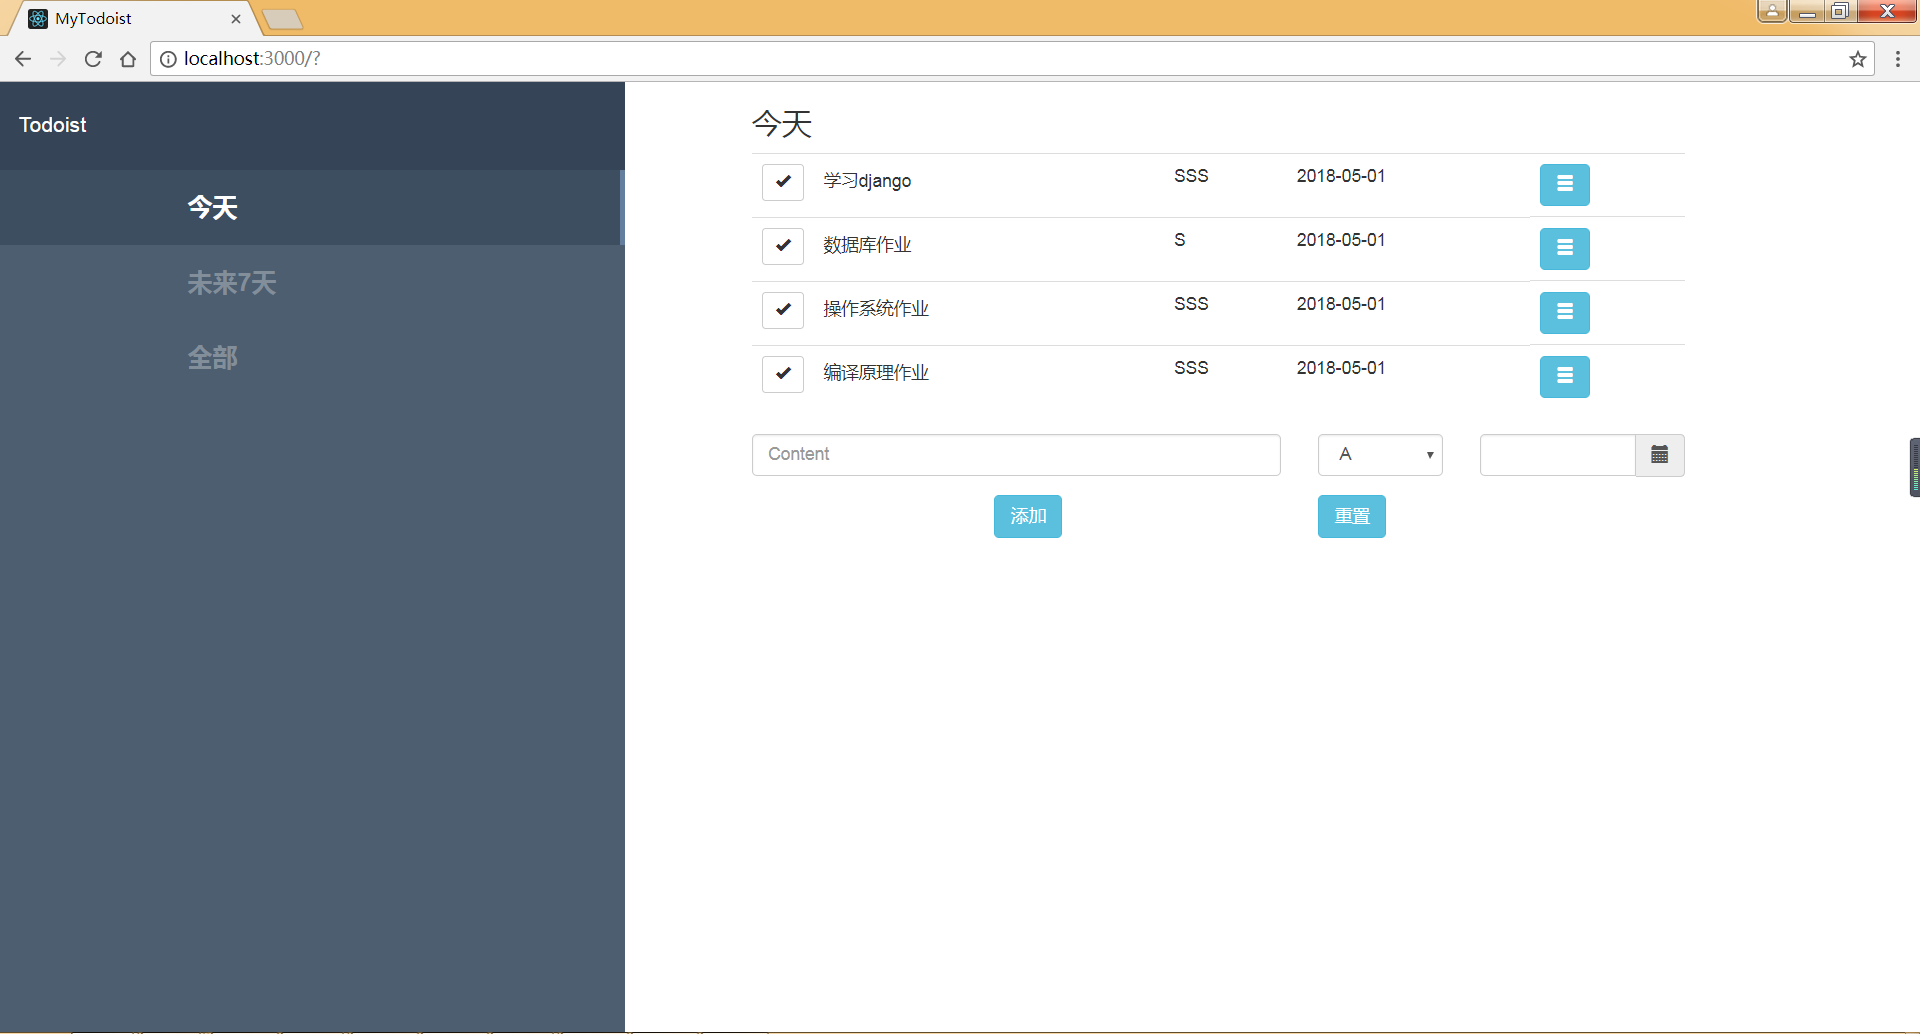 MyTodoist
localhost:3000/?
Todoist
今天
未来7天
全部
今天
学习django SSS 2018-05-01
数据库作业 S 2018-05-01
操作系统作业 SSS 2018-05-01
编译原理作业 SSS 2018-05-01
Content A
添加 重置